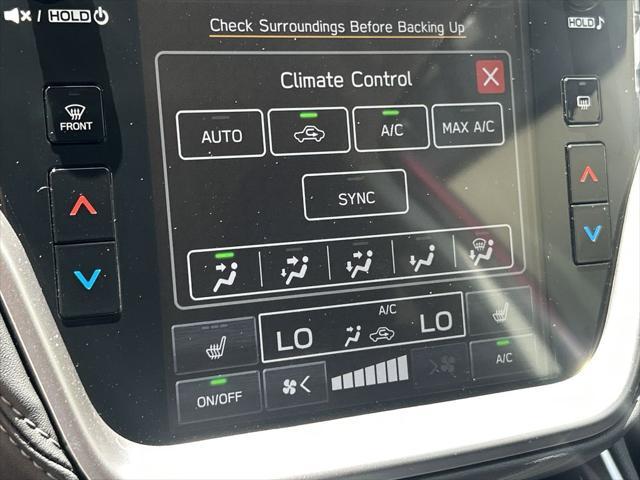 / HOLD
Check Surroundings Before Backing Up
HOLD
Climate Control
X
FRONT
AUTO
A/C
MAX A/C
SYNC
A/C
LO
LO
ON/OFF
A/C